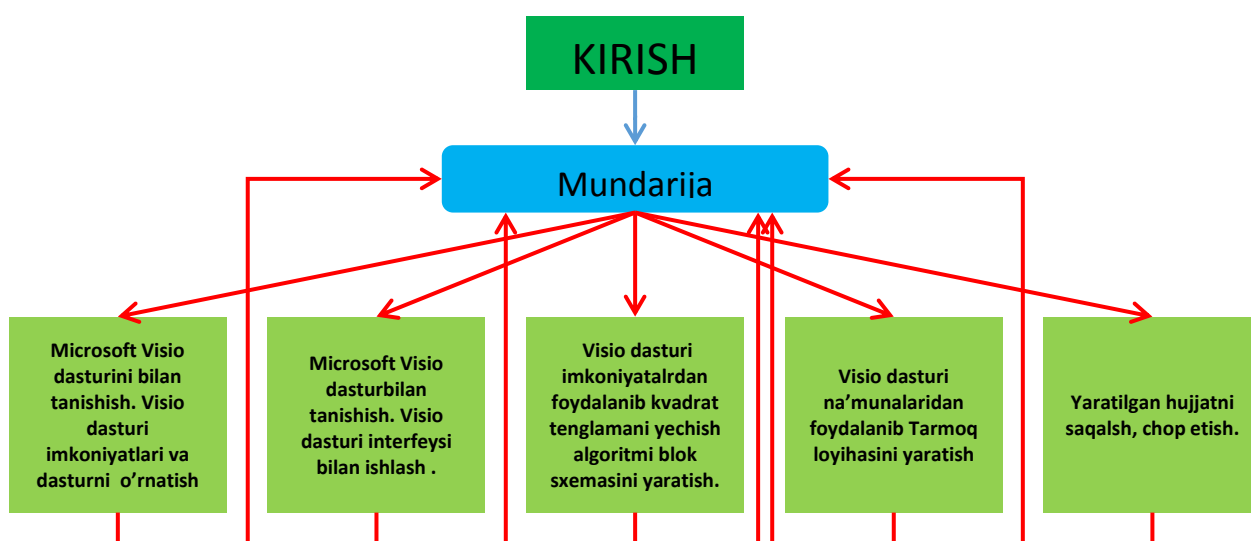 KIRISH
Mundarija
Microsoft Visio
dasturini bilan
tanishish. Visio
dasturi
imkoniyatlari va
dasturni o’rnatish
Microsoft Visio
dasturbilan
tanishish. Visio
dasturi interfeysi
bilan ishlash .
Visio dasturi
imkoniyatalrdan
foydalanib kvadrat
tenglamani yechish
algoritmi blok
sxemasini yaratish.
Visio dasturi
na’munalaridan
foydalanib Tarmoq
loyihasini yaratish
Yaratilgan hujjatni
saqalsh, chop etish.